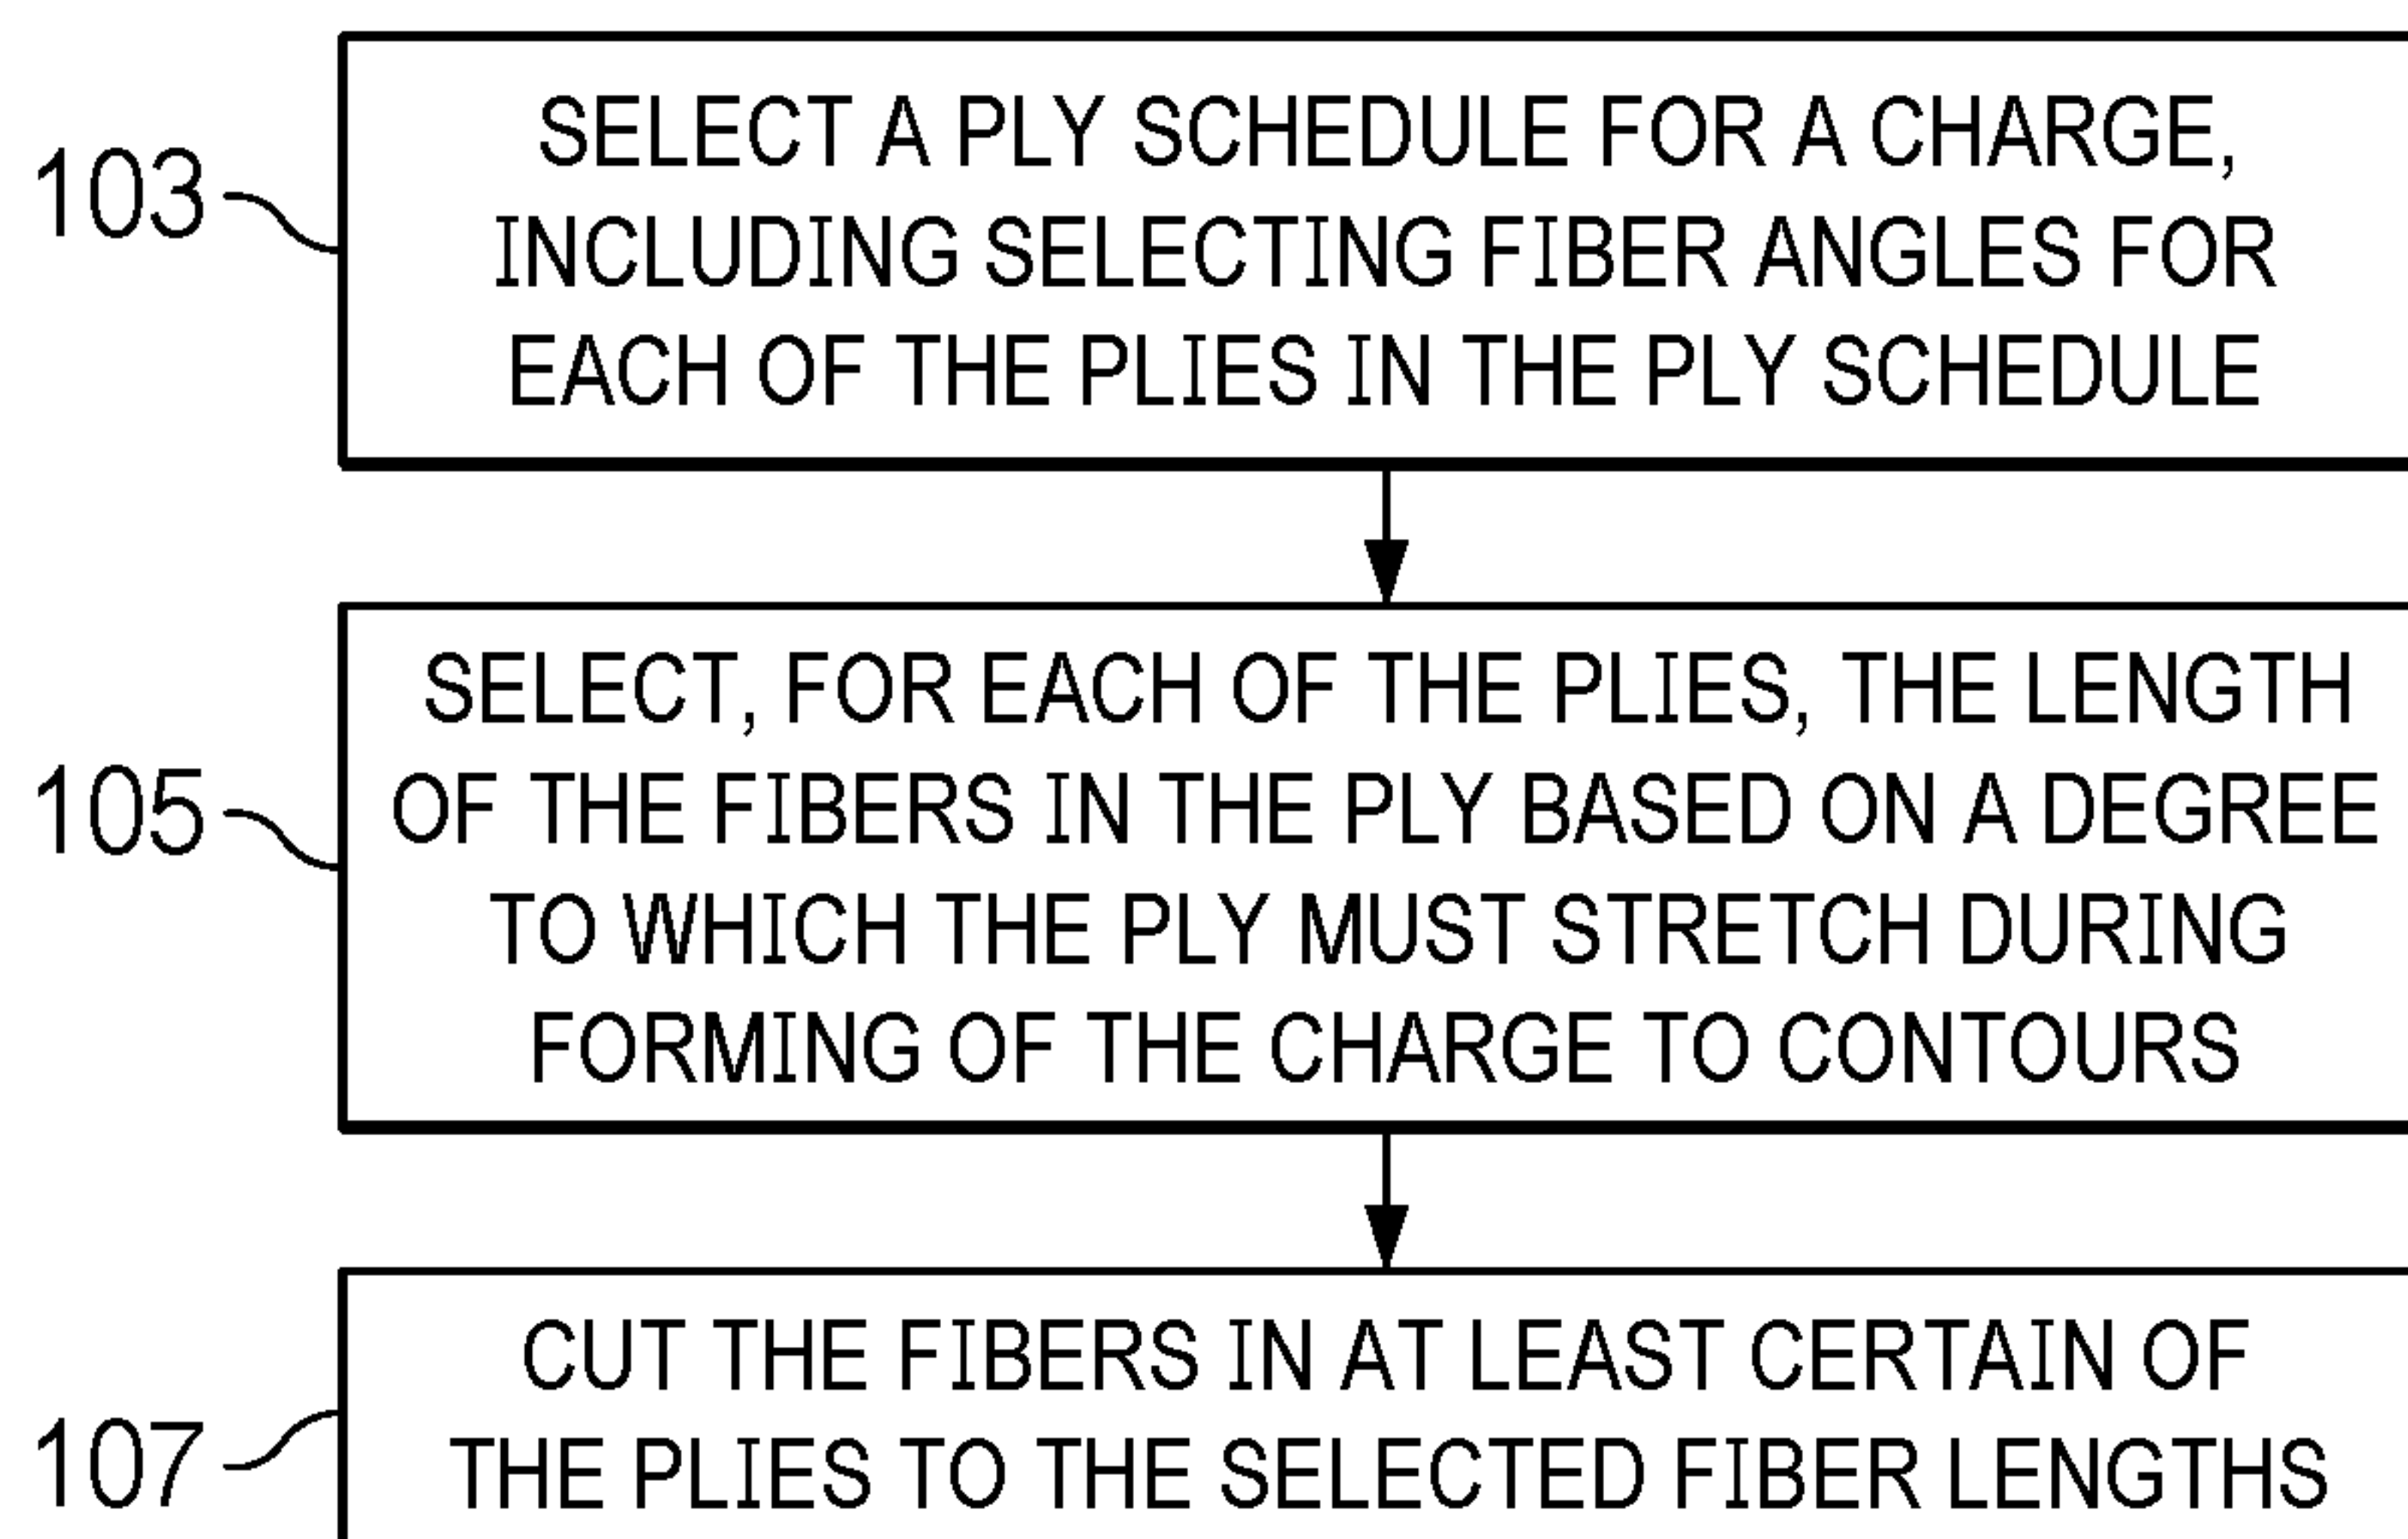 SELECT A PLY SCHEDULE FOR A CHARGE,
103
INCLUDING SELECTING FIBER ANGLES FOR
EACH OF THE PLIES IN THE PLY SCHEDULE
SELECT, FOR EACH OF THE PLIES, THE LENGTH
105
OF THE FIBERS IN THE PLY BASED ON A DEGREE
TO WHICH THE PLY MUST STRETCH DURING
FORMING OF THE CHARGE TO CONTOURS
CUT THE FIBERS IN AT LEAST CERTAIN OF
107
THE PLIES TO THE SELECTED FIBER LENGTHS